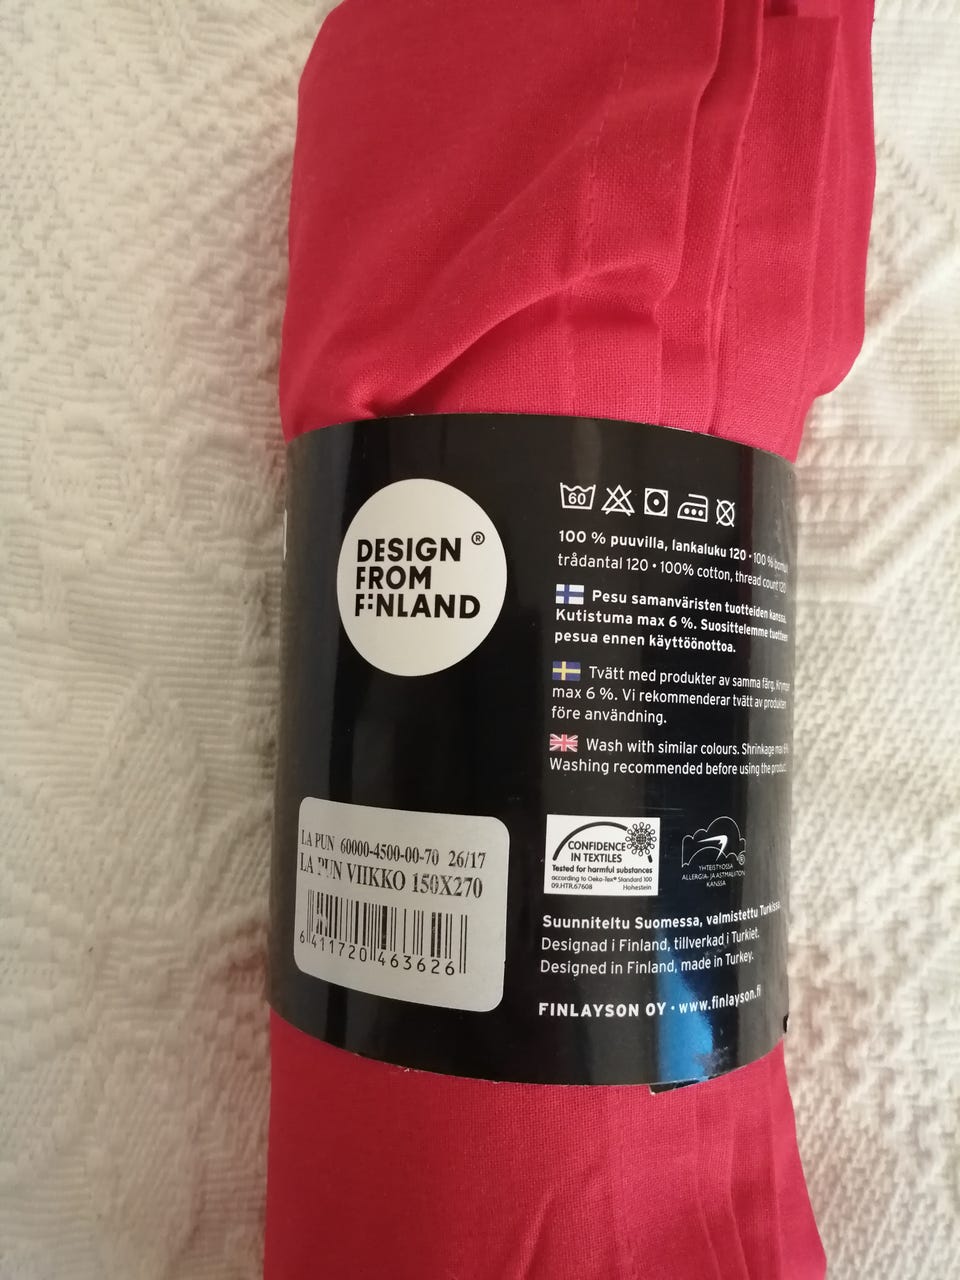 DESIGN ®
FROM
FINLAND
60
100 % puuvilla, lankaluku 120 • 100 %
trådantal 120 • 100% cotton, thread count 120
Pesu samanväristen tuotteiden kanssa.
Kutistuma max 6 %. Suosittelemme tuotteen
pesua ennen käyttöönottoa.
Tvätt med produkter av samma färg.
max 6 %. Vi rekommenderar tvätt av produkten
före användning.
Wash with similar colours. Shrinkage max 6%
Washing recommended before using the product.
CONFIDENCE
IN TEXTILES
Tested for harmful substances
according to Oeko-Tex® Standard 100
09.HTR.67608 Hohestein
YHTEISTYÖSSÄ
ALLERGIA- JA ASTMALIITON
KANSSA
Suunniteltu Suomessa, valmistettu Turkissa.
Designad i Finland, tillverkad i Turkiet.
Designed in Finland, made in Turkey.
FINLAYSON OY • www.finlayson.fi
LA PUN 60000-4500-00-70 26/17
LA PUN VIIKKO 150X270
6 411720 463626